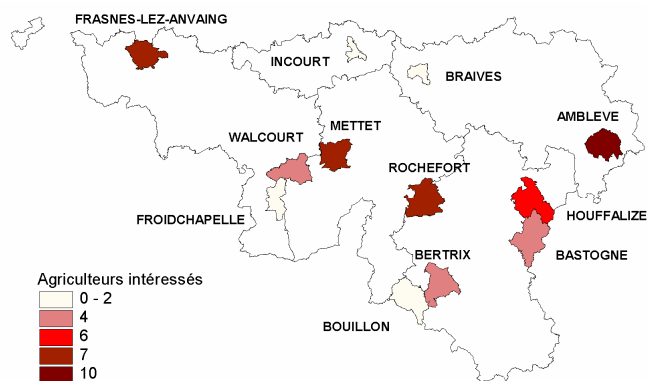 FRASNES-LEZ-ANVAING
INCOURT
BRAIVES
AMBLEVE
WALCOURT
METTET
ROCHEFORT
FROIDCHAPELLE
HOUFFALIZE
BERTRIX
BASTOGNE
BOUILLON
Agriculteurs intéressés
0 - 2
4
6
7
10